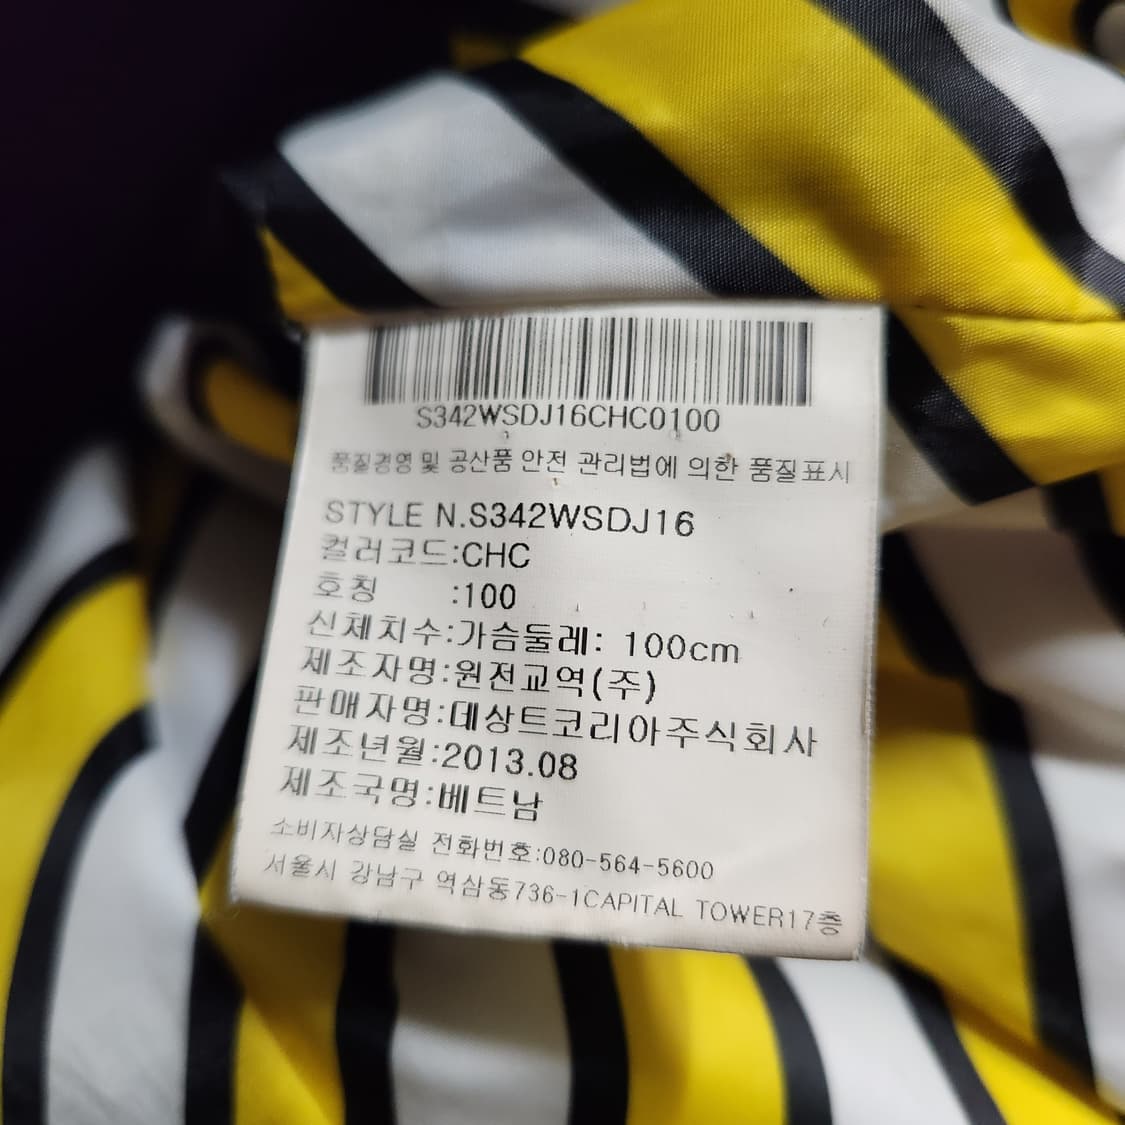 S342WSDJ16CHC0100
품질경영 및 공산품 안전 관리법에 의한 품질표시
STYLE N.S342WSDJ16
컬러코드:CHC
호칭 :100
신체치수:가슴둘레: 100cm
제조자명:원전교역(주)
판매자명:데상트코리아주식회사
제조년월:2013.08
제조국명:베트남
소비자상담실 전화번호:080-564-5600
서울시 강남구 역삼동736-1CAPITAL TOWER17층